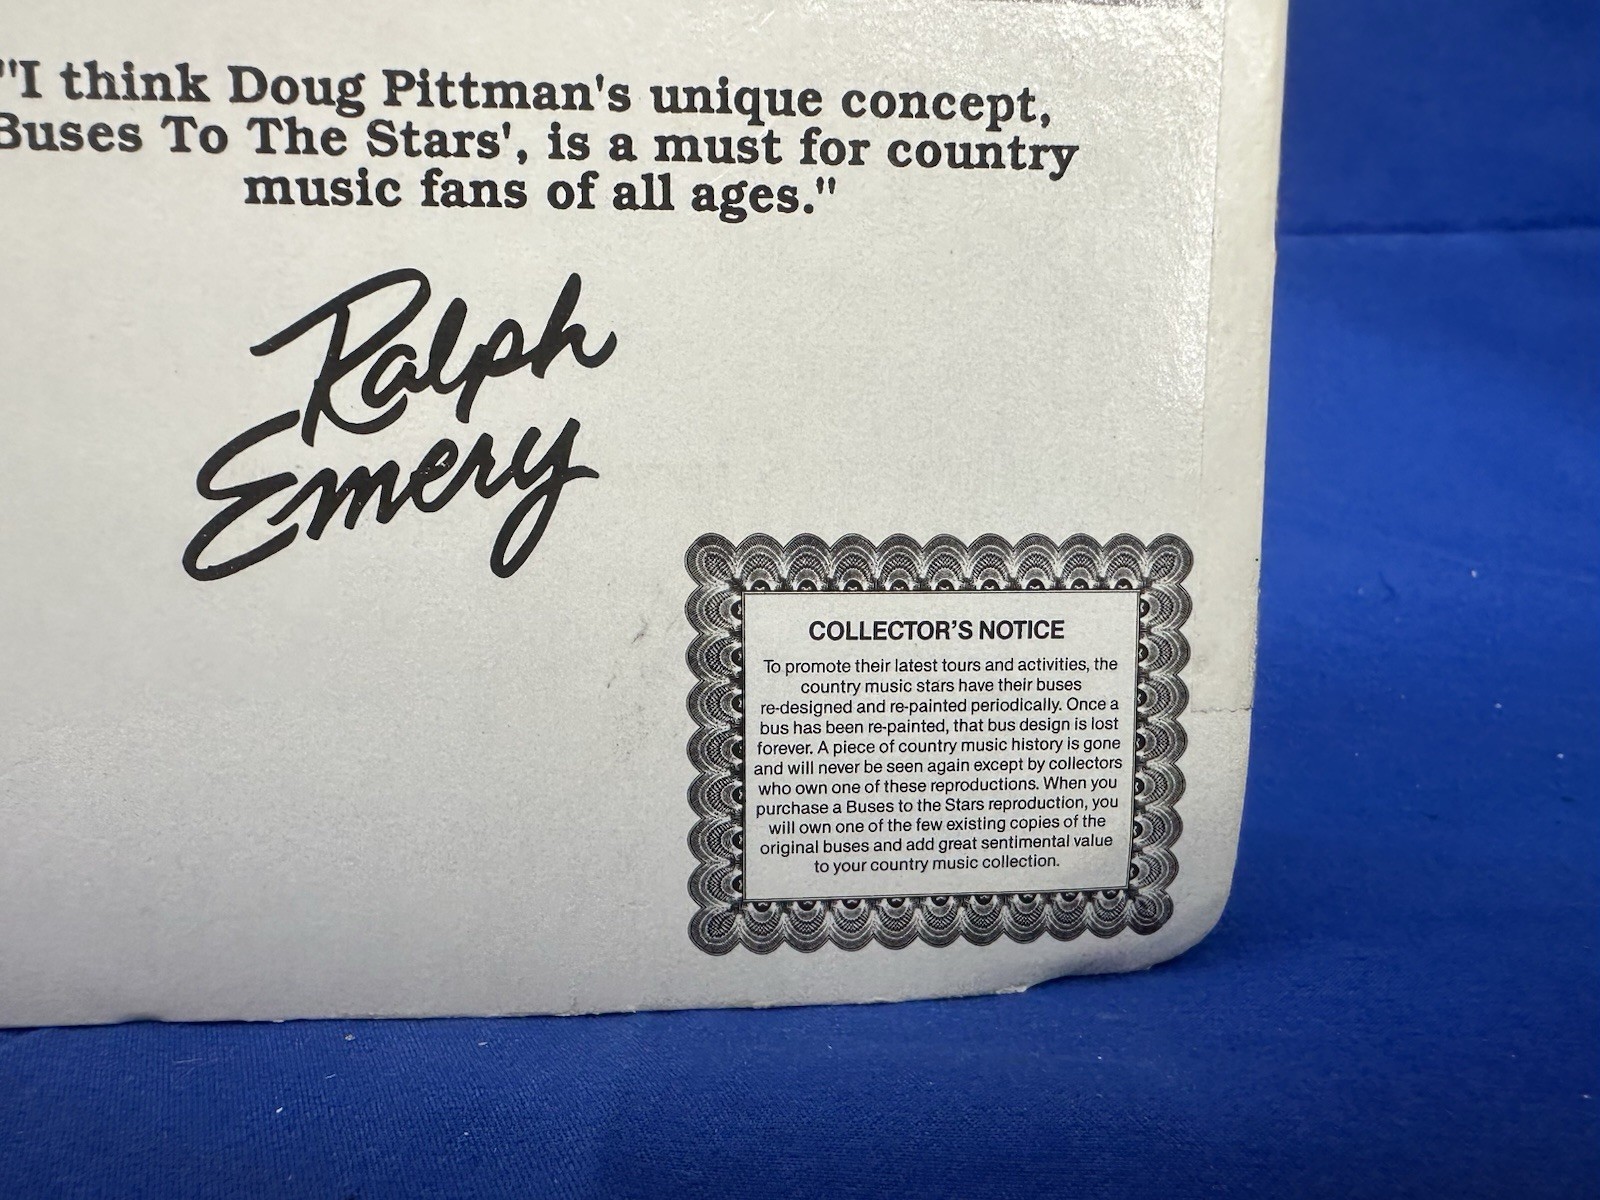 "I think Doug Pittman's unique concept,
Buses To The Stars', is a must for country
music fans of all ages."
Ralph
Emery
COLLECTOR'S NOTICE
To promote their latest tours and activities, the
country music stars have their buses
re-designed and re-painted periodically. Once a
bus has been re-painted, that bus design is lost
forever. A piece of country music history is gone
and will never be seen again except by collectors
who own one of these reproductions. When you
purchase a Buses to the Stars reproduction, you
will own one of the few existing copies of the
original buses and add great sentimental value
to your country music collection.